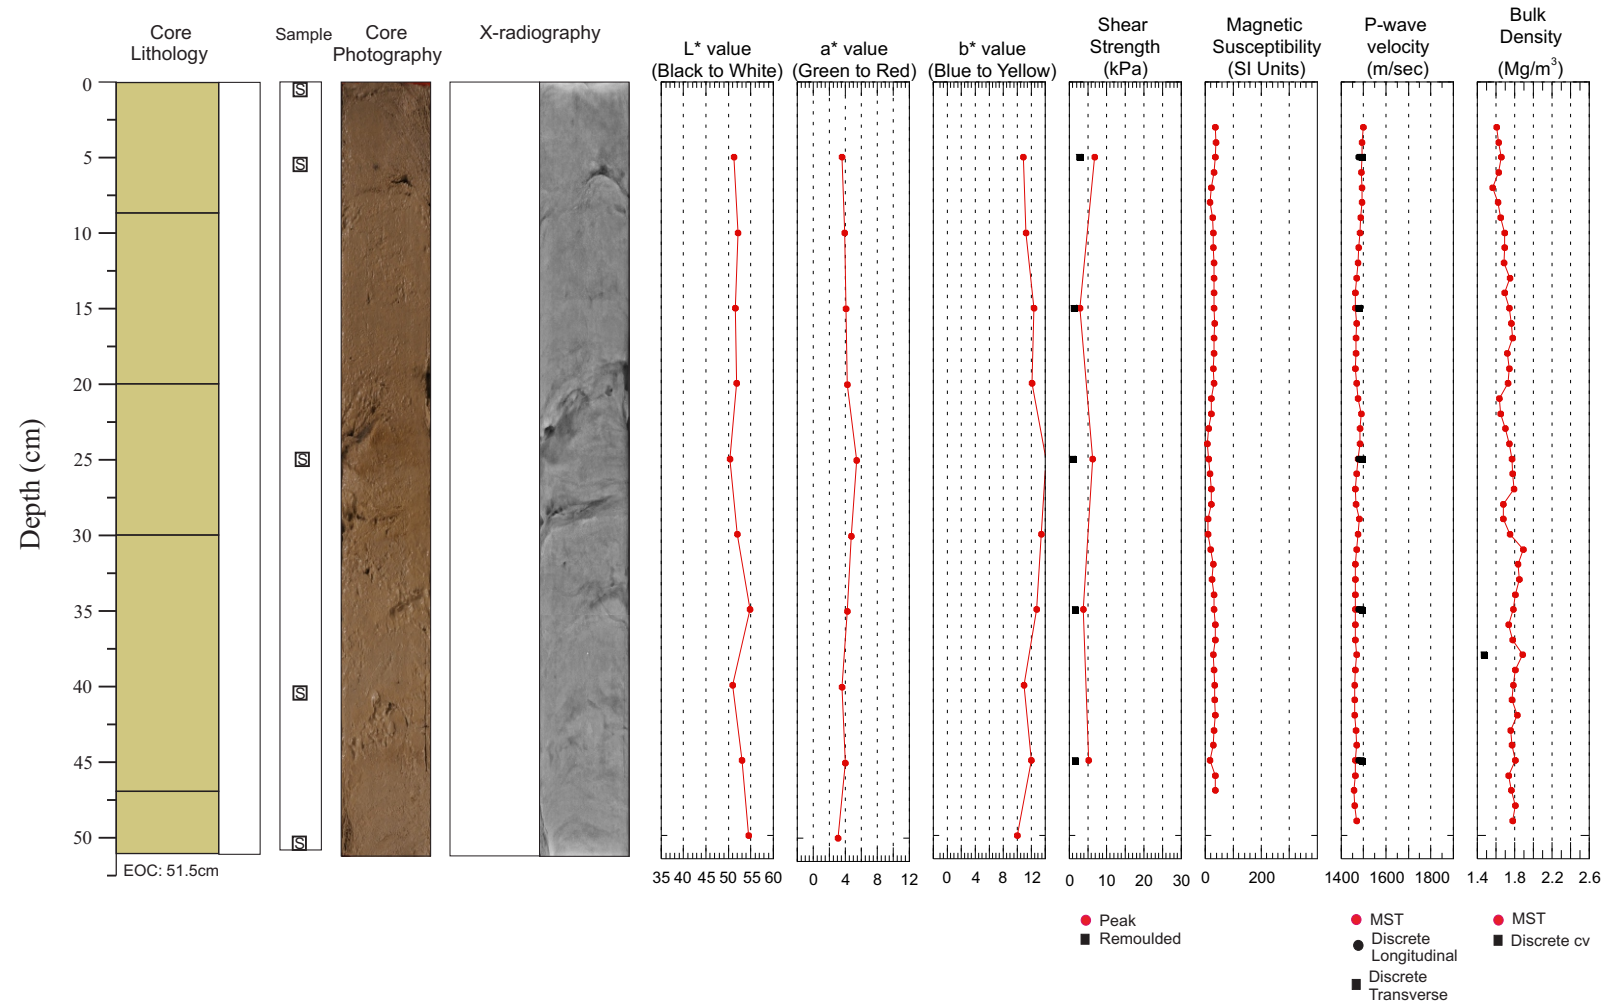 Core
Lithology
Sample
Core
Photography
X-radiography
L* value
(Black to White)
a* value
(Green to Red)
b* value
(Blue to Yellow)
Shear
Strength
(kPa)
Magnetic
Susceptibility
(SI Units)
P-wave
velocity
(m/sec)
Bulk
Density
(Mg/m³)
Depth (cm)
0
5
10
15
20
25
30
35
40
45
50
S
S
S
S
S
EOC: 51.5cm
35 40 45 50 55 60
0 4 8 12
0 4 8 12
0 10 20 30
0 200
1400 1600 1800
1.4 1.8 2.2 2.6
Peak
Remoulded
MST
Discrete
Longitudinal
Discrete
Transverse
MST
Discrete cv